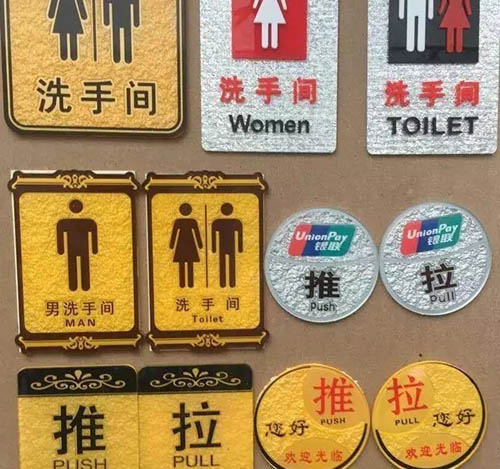 洗手间
洗手间
Women
洗手间
TOILET
男洗手间
MAN
洗手间
Toilet
UnionPay
银联
推
Push
UnionPay
银联
拉
Pull
推
PUSH
拉
PULL
推
PUSH
您好
欢迎光临
拉
PULL
您好
欢迎光临